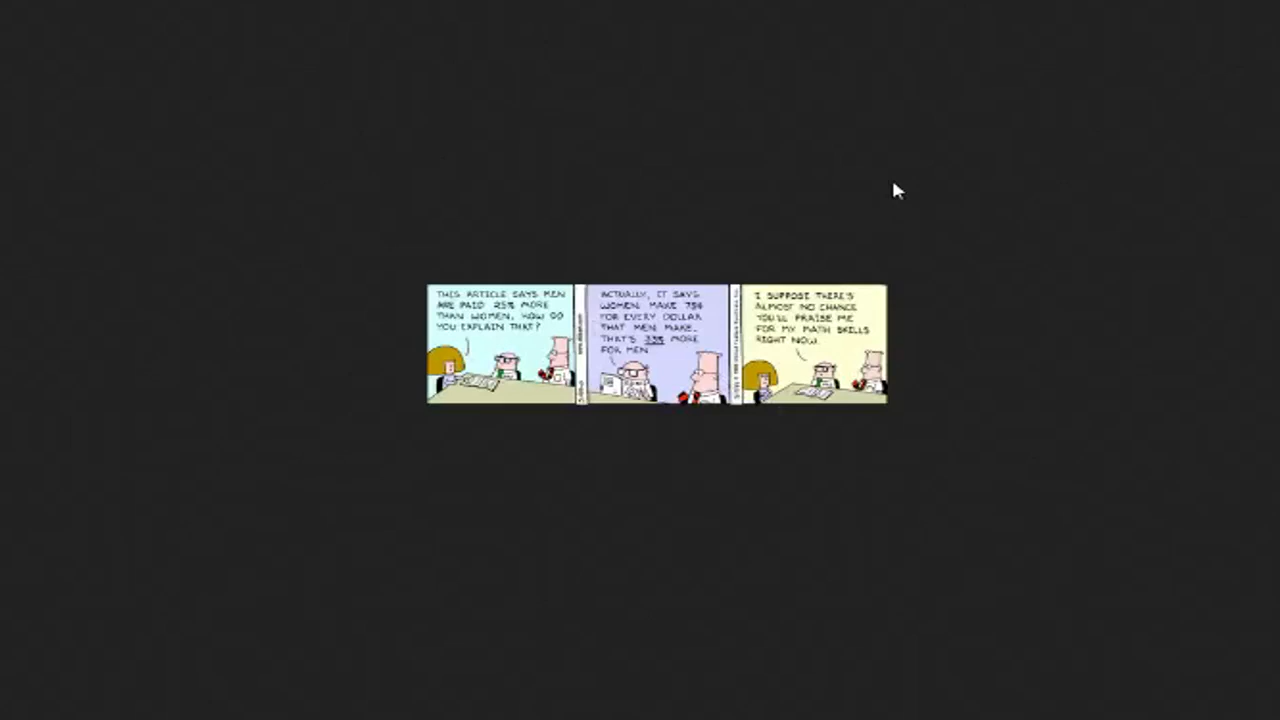 THIS ARTICLE SAYS MEN
ARE PAID 25% MORE
THAN WOMEN. HOW DO
YOU EXPLAIN THAT?
ACTUALLY, IT SAYS
WOMEN MAKE 75¢
FOR EVERY DOLLAR
THAT MEN MAKE.
THAT'S 33% MORE
FOR MEN.
I SUPPOSE THERE'S
ALMOST NO CHANCE
YOU'LL PRAISE ME
FOR MY MATH SKILLS
RIGHT NOW.